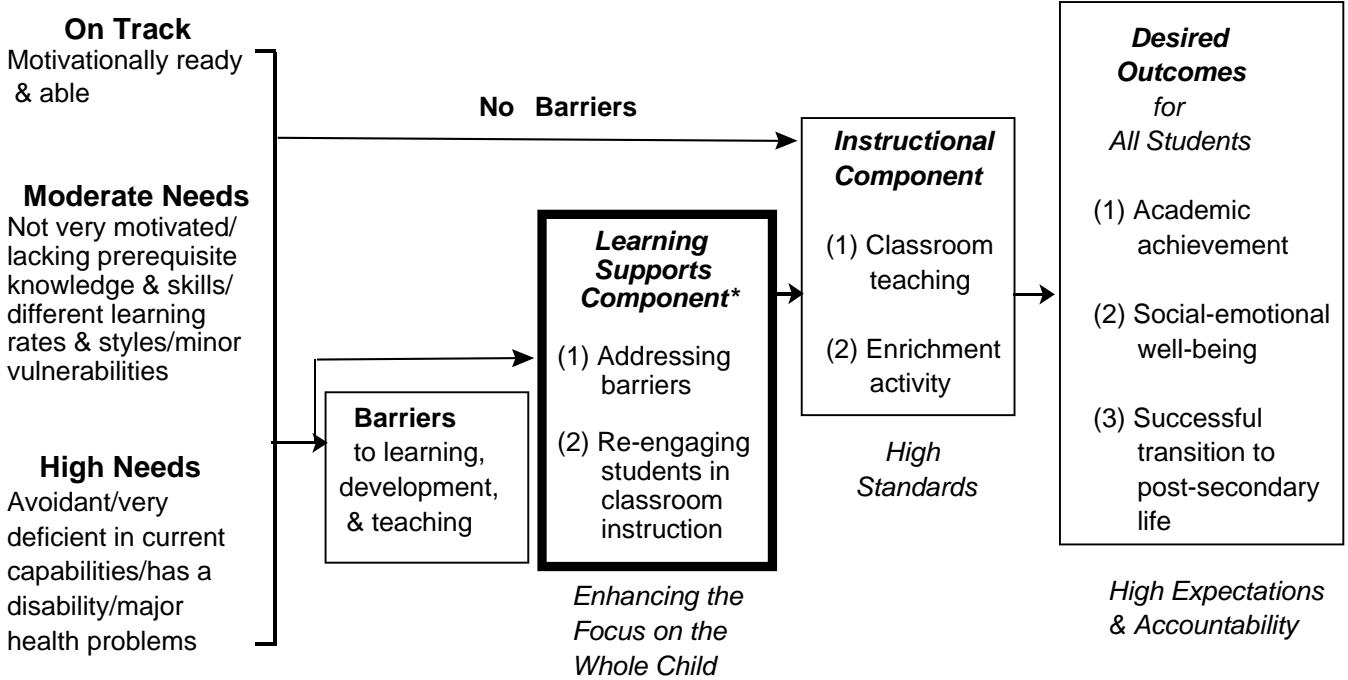 On Track
Motivationally ready
& able
Moderate Needs
Not very motivated/
lacking prerequisite
knowledge & skills/
different learning
rates & styles/minor
vulnerabilities
High Needs
Avoidant/very
deficient in current
capabilities/has a
disability/major
health problems
No Barriers
Barriers
to learning,
development,
& teaching
Learning
Supports
Component*
(1) Addressing
barriers
(2) Re-engaging
students in
classroom
instruction
Enhancing the
Focus on the
Whole Child
Instructional
Component
(1) Classroom
teaching
(2) Enrichment
activity
High
Standards
Desired
Outcomes
for
All Students
(1) Academic
achievement
(2) Social-emotional
well-being
(3) Successful
transition to
post-secondary
life
High Expectations
& Accountability